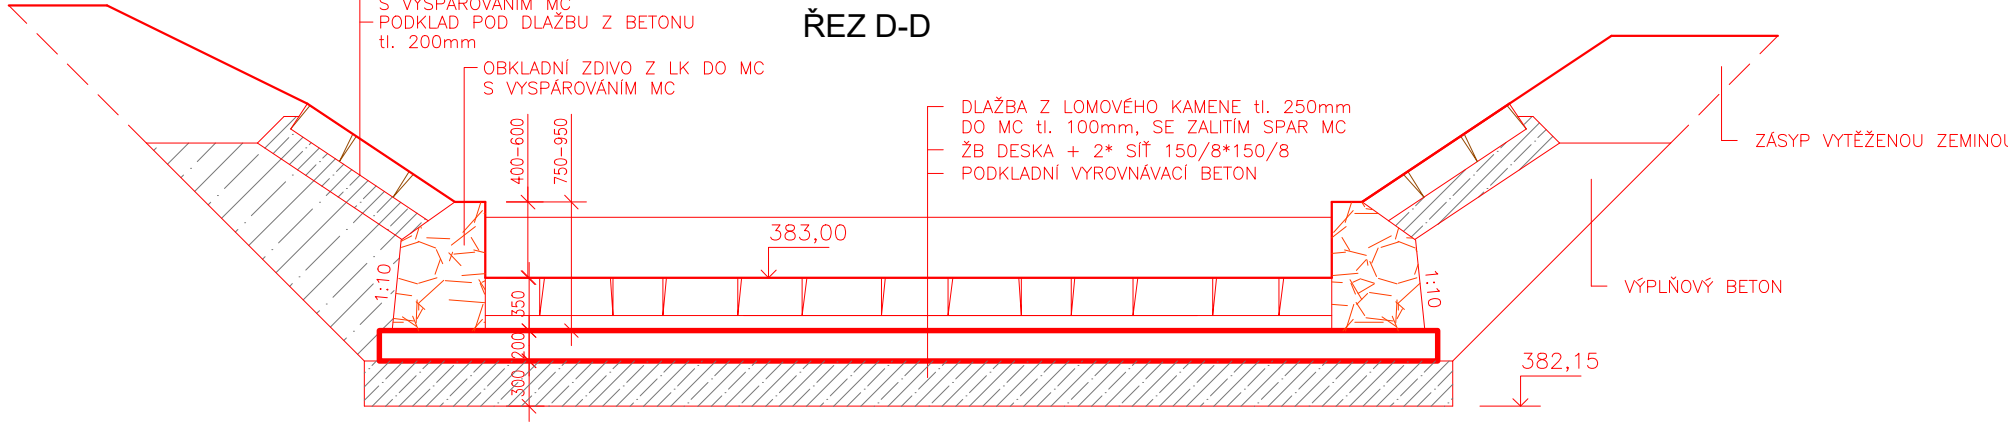 S VYSPÁROVÁNÍM MC
PODKLAD POD DLAŽBU Z BETONU
tl. 200mm
ŘEZ D-D
OBKLADNÍ ZDIVO Z LK DO MC
S VYSPÁROVÁNÍM MC
DLAŽBA Z LOMOVÉHO KAMENE tl. 250mm
DO MC tl. 100mm, SE ZALITÍM SPAR MC
ŽB DESKA + 2* SÍŤ 150/8*150/8
PODKLADNÍ VYROVNÁVACÍ BETON
ZÁSYP VYTĚŽENOU ZEMINOU
400-600
750-950
383,00
1:10
350
200
300
1:10
VÝPLŇOVÝ BETON
382,15